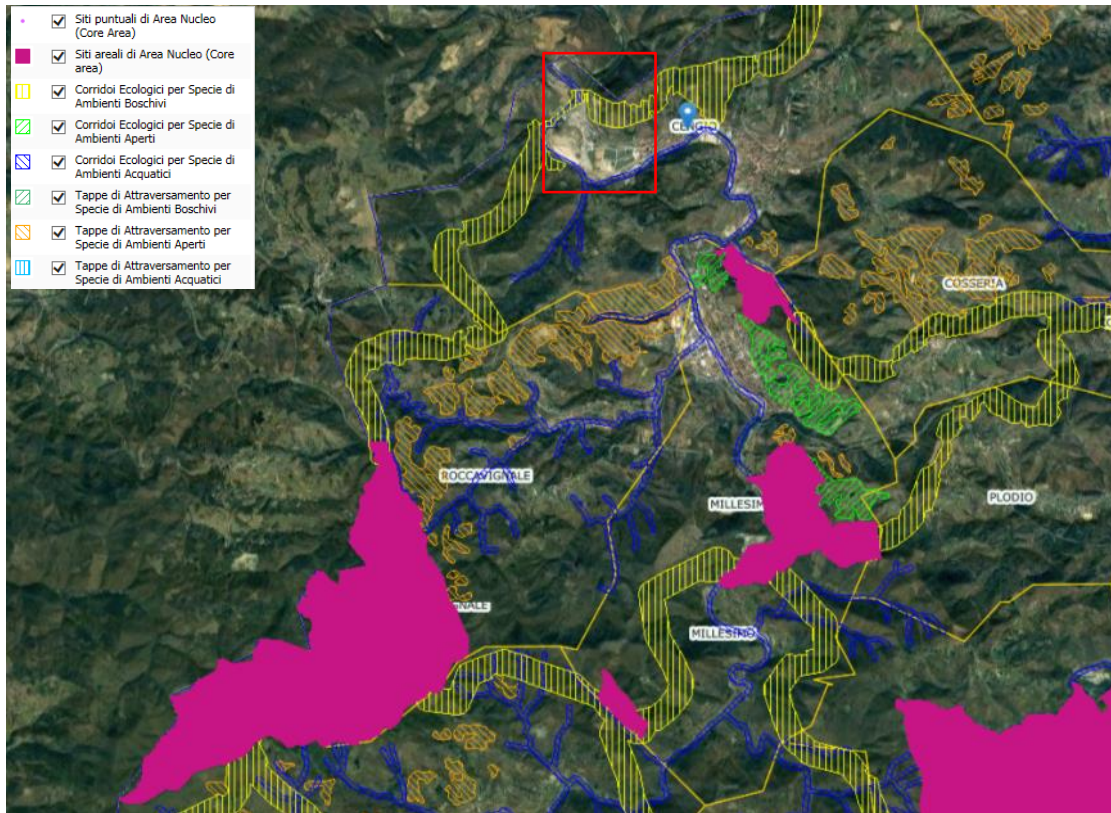 Siti puntuali di Area Nucleo
(Core Area)
Siti areali di Area Nucleo (Core
area)
Corridoi Ecologici per Specie di
Ambienti Boschivi
Corridoi Ecologici per Specie di
Ambienti Aperti
Corridoi Ecologici per Specie di
Ambienti Acquatici
Tappe di Attraversamento per
Specie di Ambienti Boschivi
Tappe di Attraversamento per
Specie di Ambienti Aperti
Tappe di Attraversamento per
Specie di Ambienti Acquatici
CENGIO
COSSERIA
ROCCAVIGNALE
PLODIO
MILLESIM
GNALE
MILLESIMO